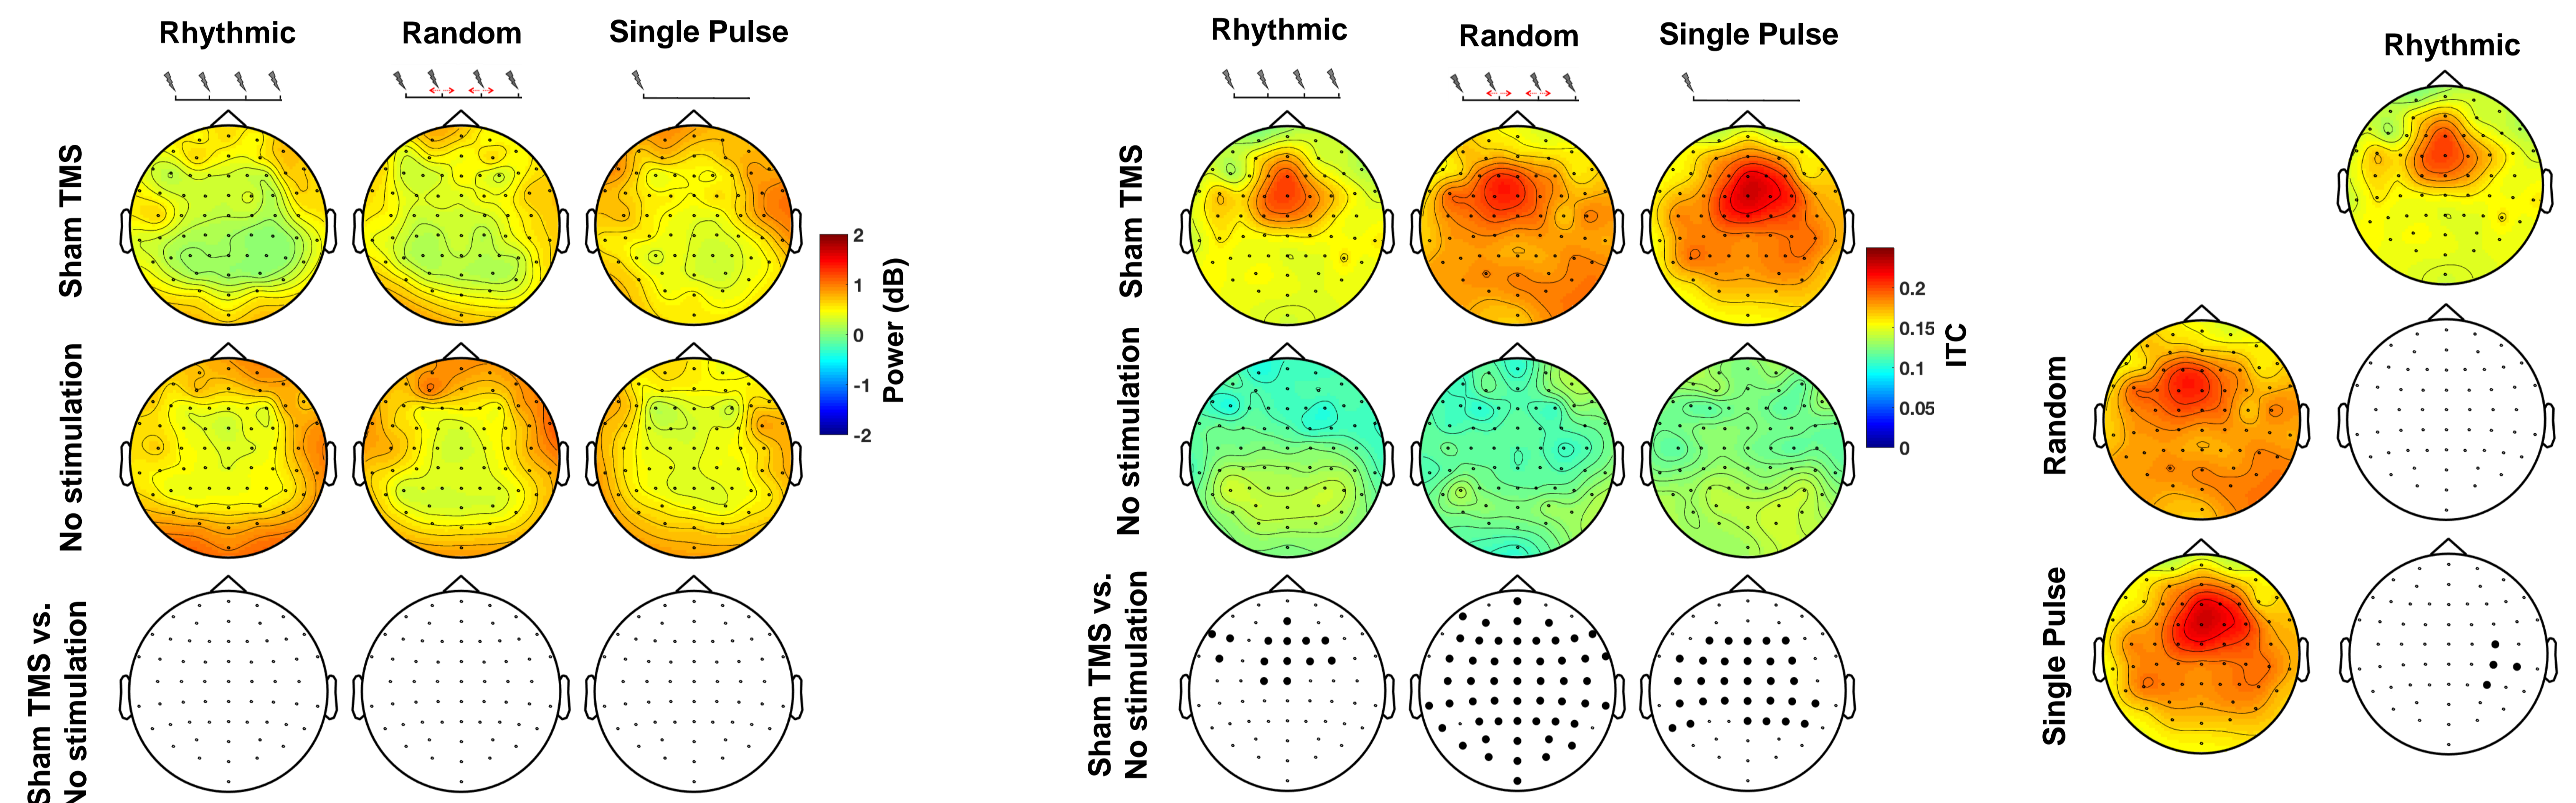 Rhythmic
Random
Single Pulse
Sham TMS
No stimulation
Sham TMS vs.
No stimulation
2
1
0
-1
-2
Power (dB)
Rhythmic
Random
Single Pulse
Sham TMS
No stimulation
Sham TMS vs.
No stimulation
0.2
0.15
0.1
0.05
0
ITC
Rhythmic
Random
Single Pulse